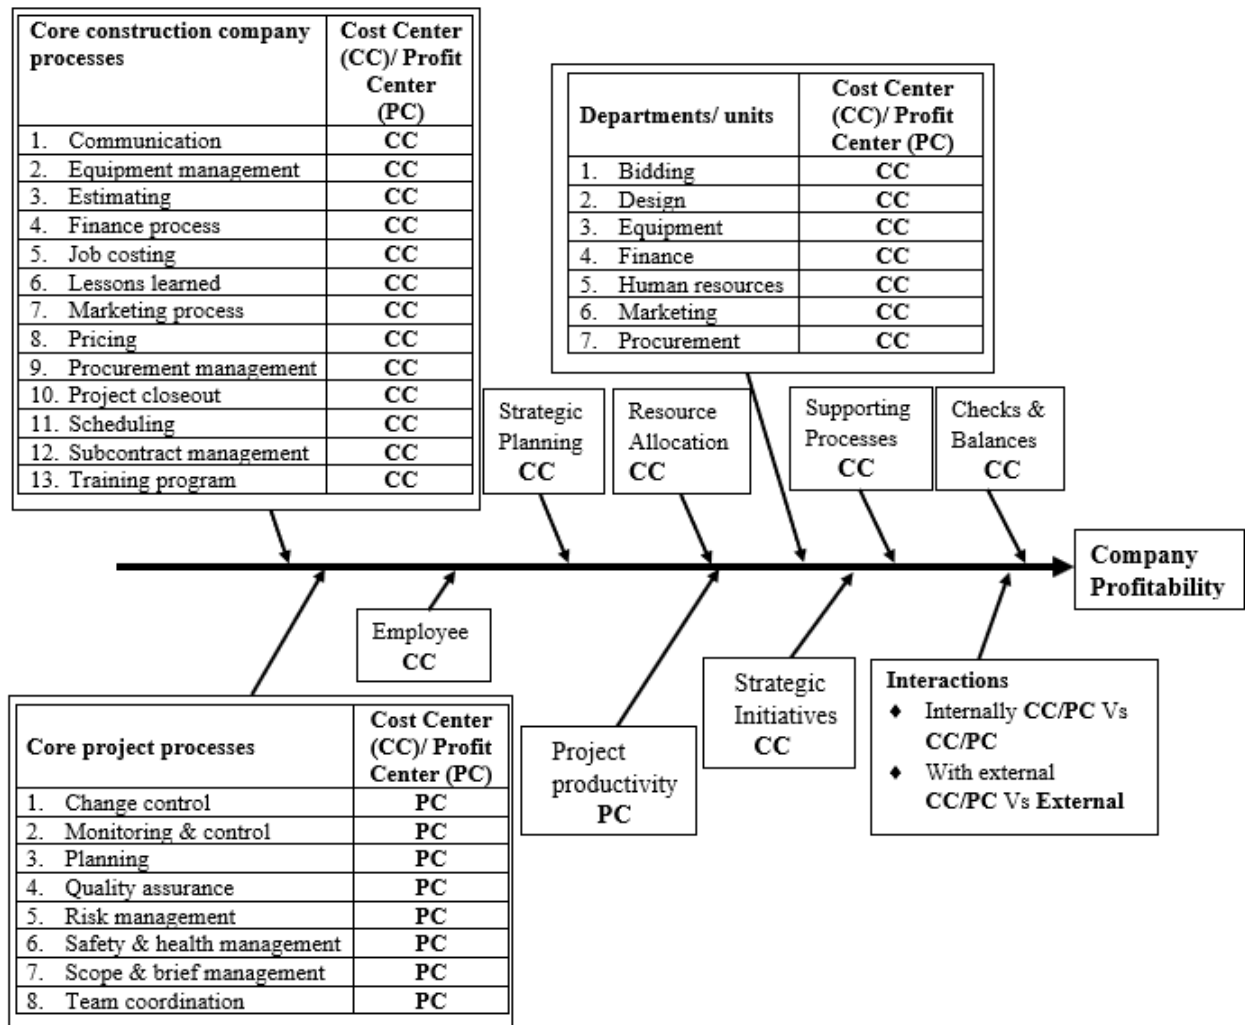 Core construction company processes
Cost Center (CC)/ Profit Center (PC)
1. Communication CC
2. Equipment management CC
3. Estimating CC
4. Finance process CC
5. Job costing CC
6. Lessons learned CC
7. Marketing process CC
8. Pricing CC
9. Procurement management CC
10. Project closeout CC
11. Scheduling CC
12. Subcontract management CC
13. Training program CC
Departments/ units
Cost Center (CC)/ Profit Center (PC)
1. Bidding CC
2. Design CC
3. Equipment CC
4. Finance CC
5. Human resources CC
6. Marketing CC
7. Procurement CC
Strategic
Planning
CC
Resource
Allocation
CC
Supporting
Processes
CC
Checks &
Balances
CC
Company
Profitability
Employee
CC
Project
productivity
PC
Strategic
Initiatives
CC
Interactions
♦ Internally CC/PC Vs
CC/PC
♦ With external
CC/PC Vs External
Core project processes
Cost Center (CC)/ Profit Center (PC)
1. Change control PC
2. Monitoring & control PC
3. Planning PC
4. Quality assurance PC
5. Risk management PC
6. Safety & health management PC
7. Scope & brief management PC
8. Team coordination PC